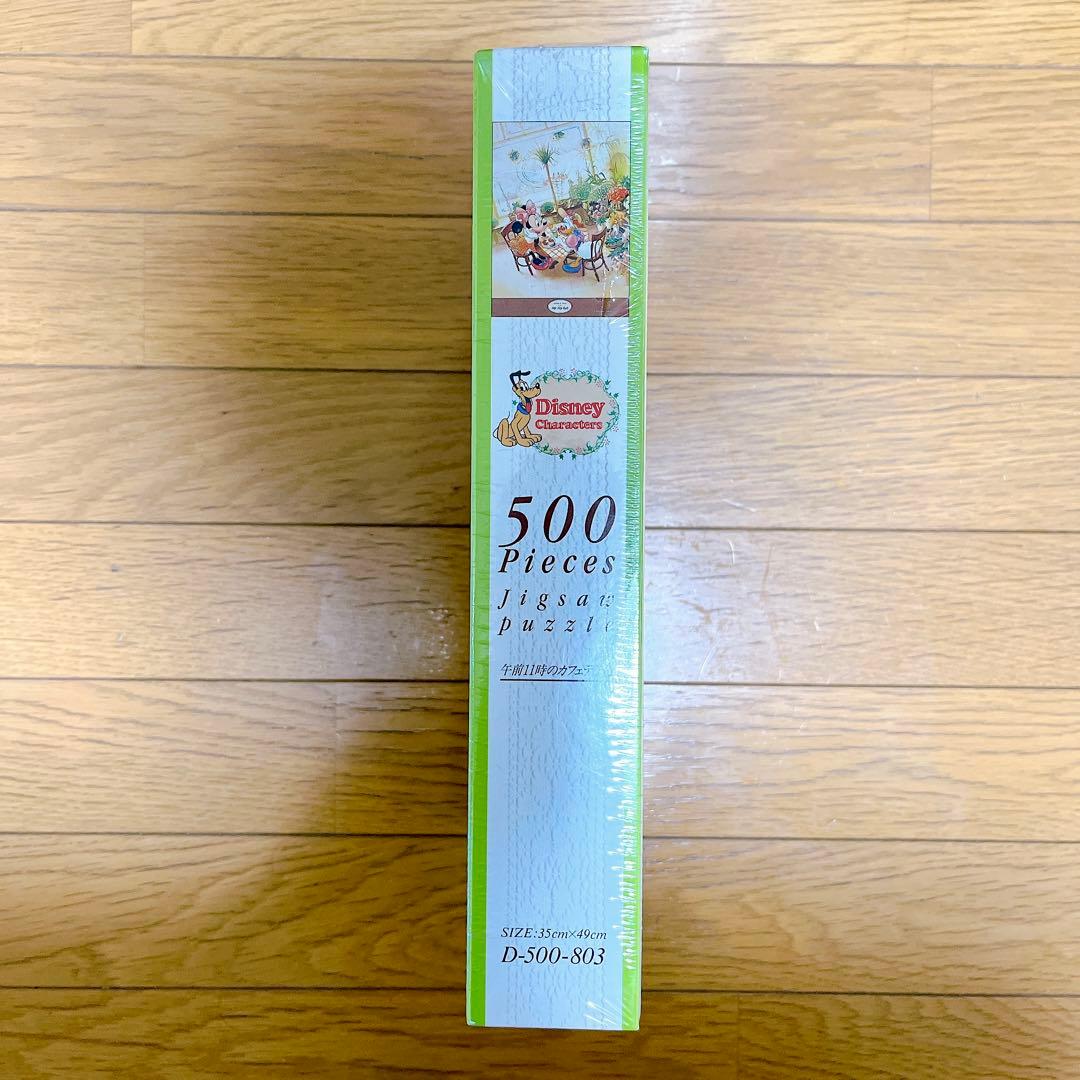 Disney
Characters
500
Pieces
Jigsaw
puzzle
午前11時のカフェテ
SIZE:35cm×49cm
D-500-803